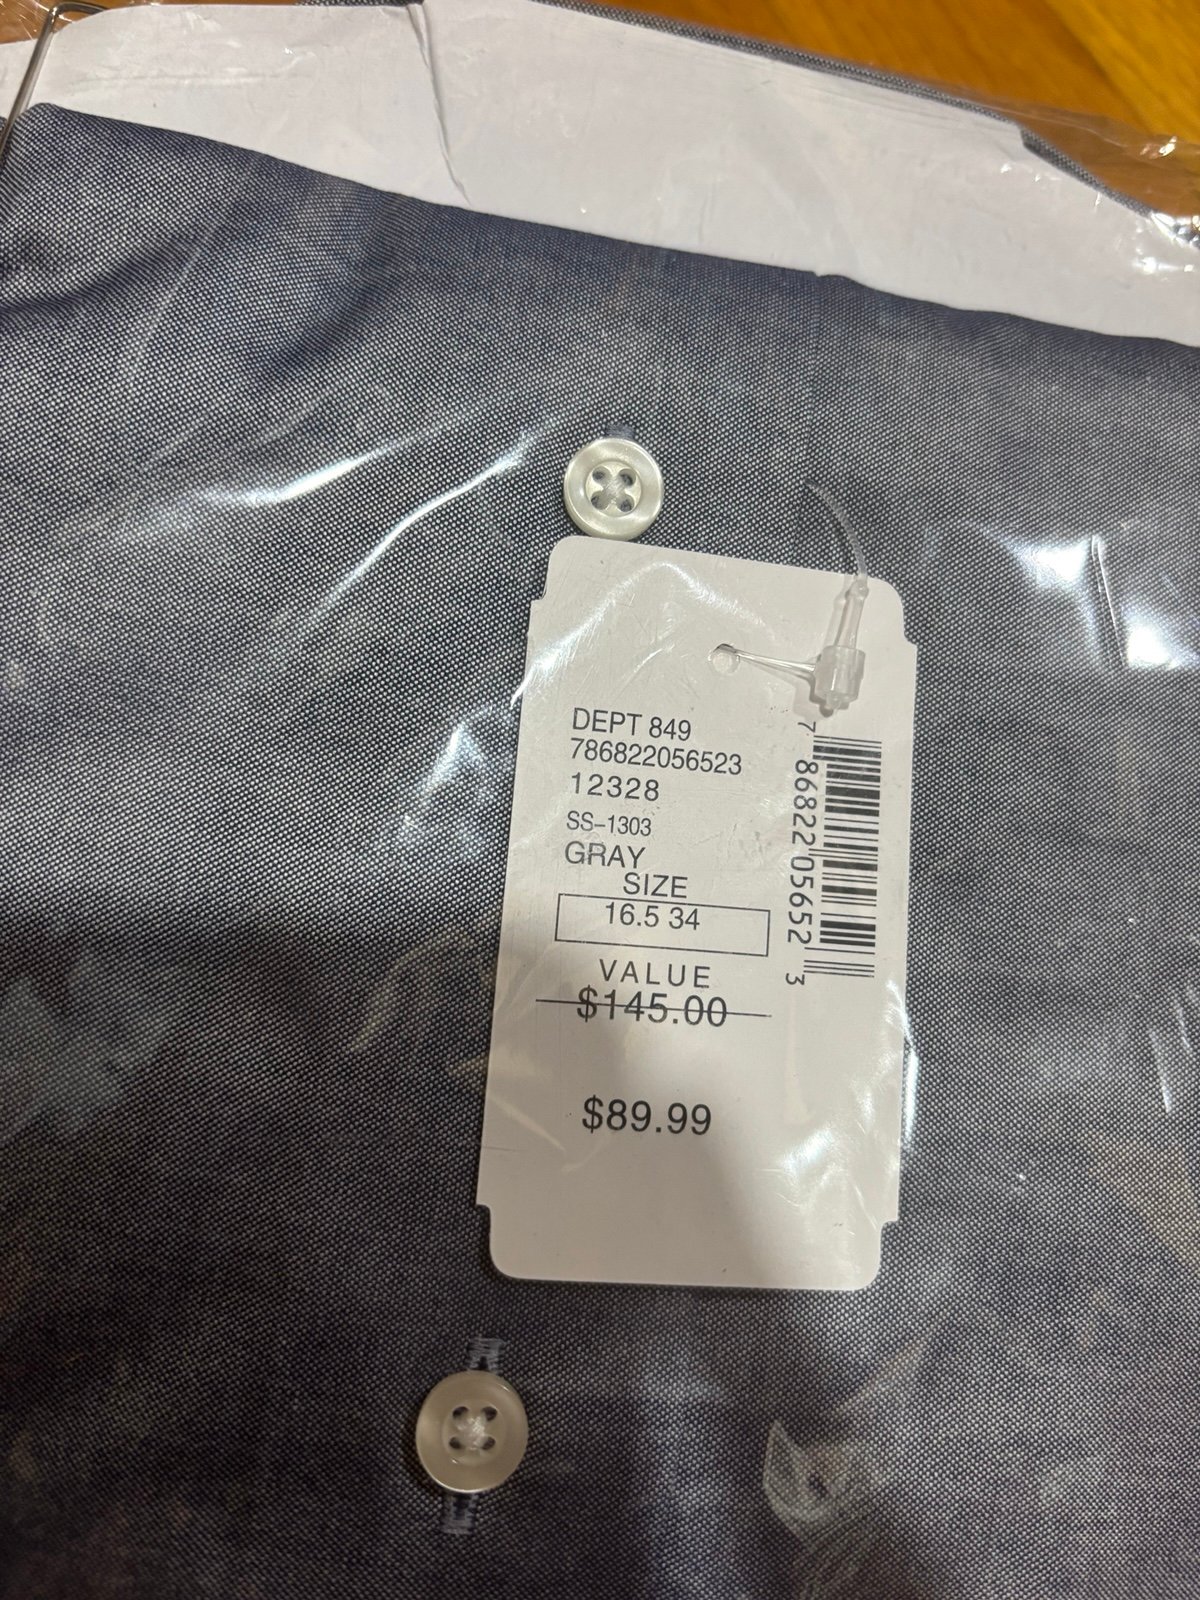 DEPT 849
786822056523
12328
SS-1303
GRAY
SIZE
16.5 34
VALUE
$145.00
$89.99
7 86822 05652 3